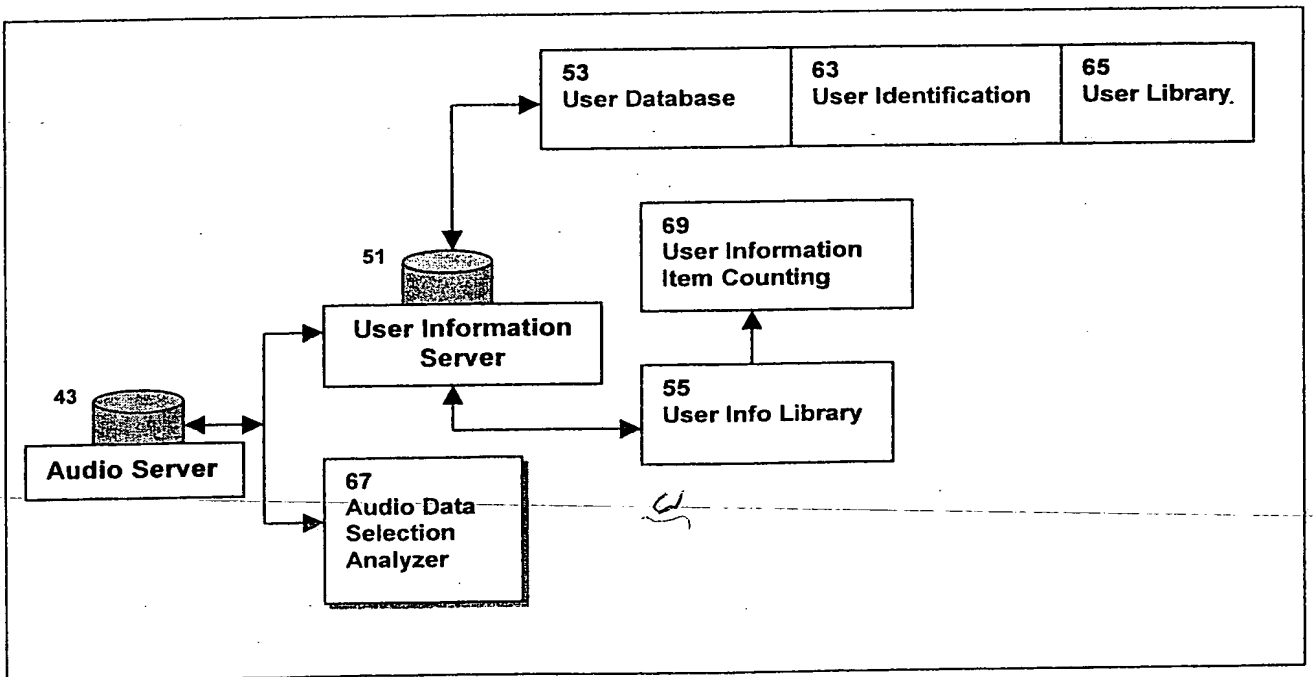 53
User Database
63
User Identification
65
User Library
69
User Information
Item Counting
51
User Information
Server
55
User Info Library
43
Audio Server
67
Audio Data
Selection
Analyzer